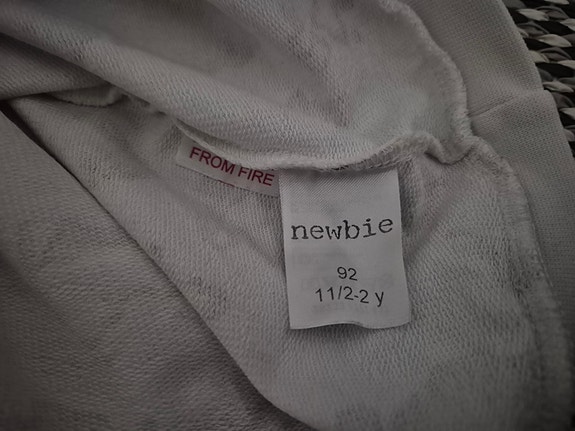 FROM FIRE
newbie
92
11/2-2 y